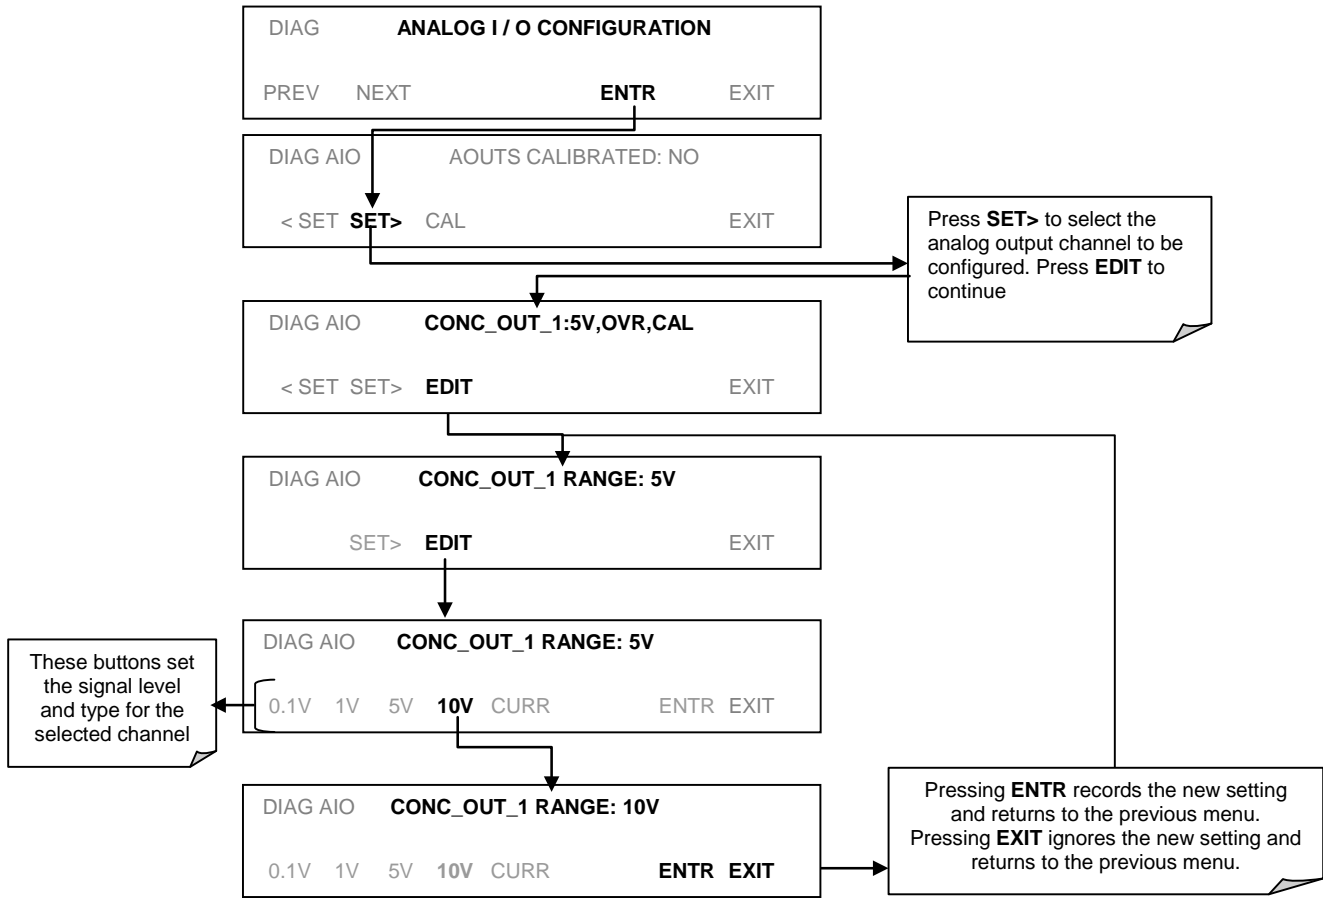 DIAG ANALOG I / O CONFIGURATION
PREV NEXT ENTR EXIT
DIAG AIO AOUTS CALIBRATED: NO
< SET SET> CAL EXIT
Press SET> to select the
analog output channel to be
configured. Press EDIT to
continue
DIAG AIO CONC_OUT_1:5V,OVR,CAL
< SET SET> EDIT EXIT
DIAG AIO CONC_OUT_1 RANGE: 5V
SET> EDIT EXIT
DIAG AIO CONC_OUT_1 RANGE: 5V
0.1V 1V 5V 10V CURR ENTR EXIT
These buttons set
the signal level
and type for the
selected channel
DIAG AIO CONC_OUT_1 RANGE: 10V
0.1V 1V 5V 10V CURR ENTR EXIT
Pressing ENTR records the new setting
and returns to the previous menu.
Pressing EXIT ignores the new setting and
returns to the previous menu.